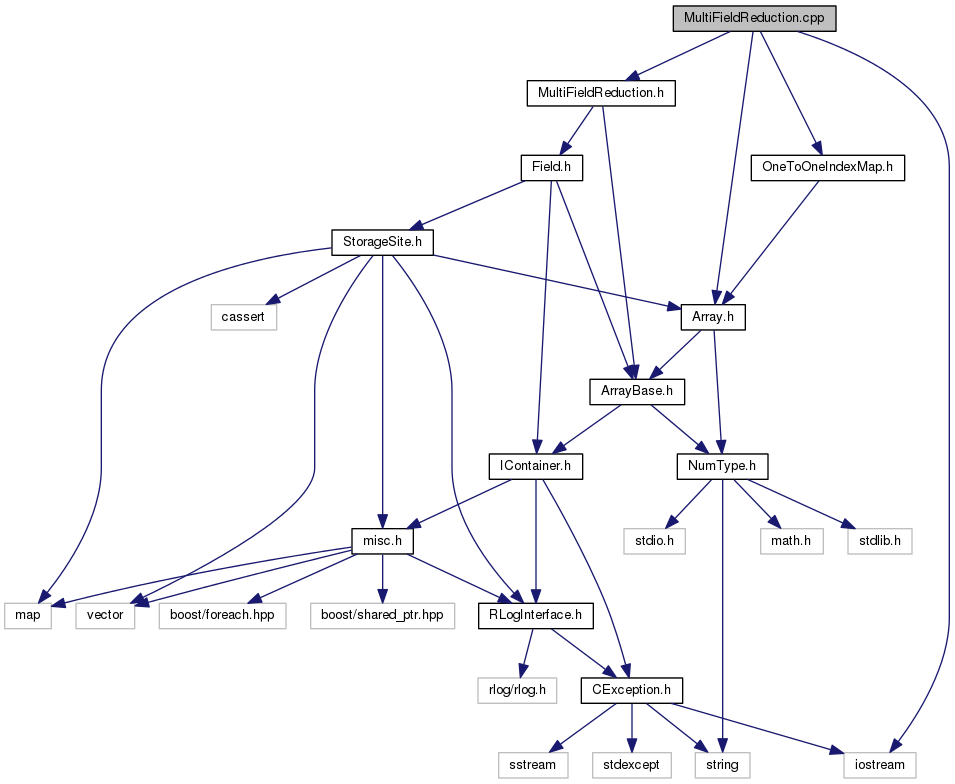 MultiFieldReduction.cpp
MultiFieldReduction.h
Field.h
OneToOneIndexMap.h
StorageSite.h
cassert
Array.h
ArrayBase.h
IContainer.h
NumType.h
misc.h
stdio.h
math.h
stdlib.h
map
vector
boost/foreach.hpp
boost/shared_ptr.hpp
RLogInterface.h
rlog/rlog.h
CException.h
sstream
stdexcept
string
iostream